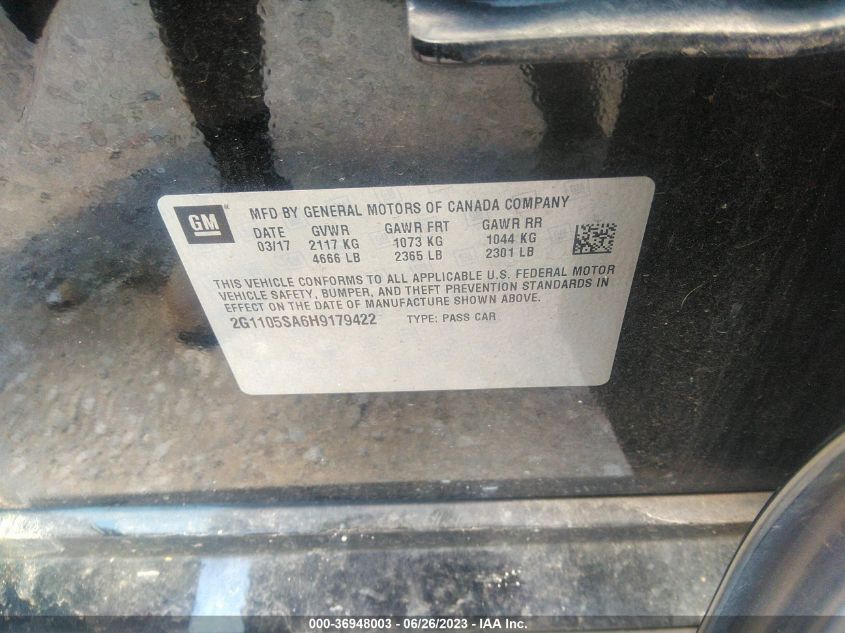 GM MFD BY GENERAL MOTORS OF CANADA COMPANY
DATE GVWR GAWR FRT GAWR RR
03/17 2117 KG 1073 KG 1044 KG
4666 LB 2365 LB 2301 LB
THIS VEHICLE CONFORMS TO ALL APPLICABLE U.S. FEDERAL MOTOR
VEHICLE SAFETY, BUMPER, AND THEFT PREVENTION STANDARDS IN
EFFECT ON THE DATE OF MANUFACTURE SHOWN ABOVE.
2G1105SA6H9179422 TYPE: PASS CAR
000-36948003 - 06/26/2023 - IAA Inc.